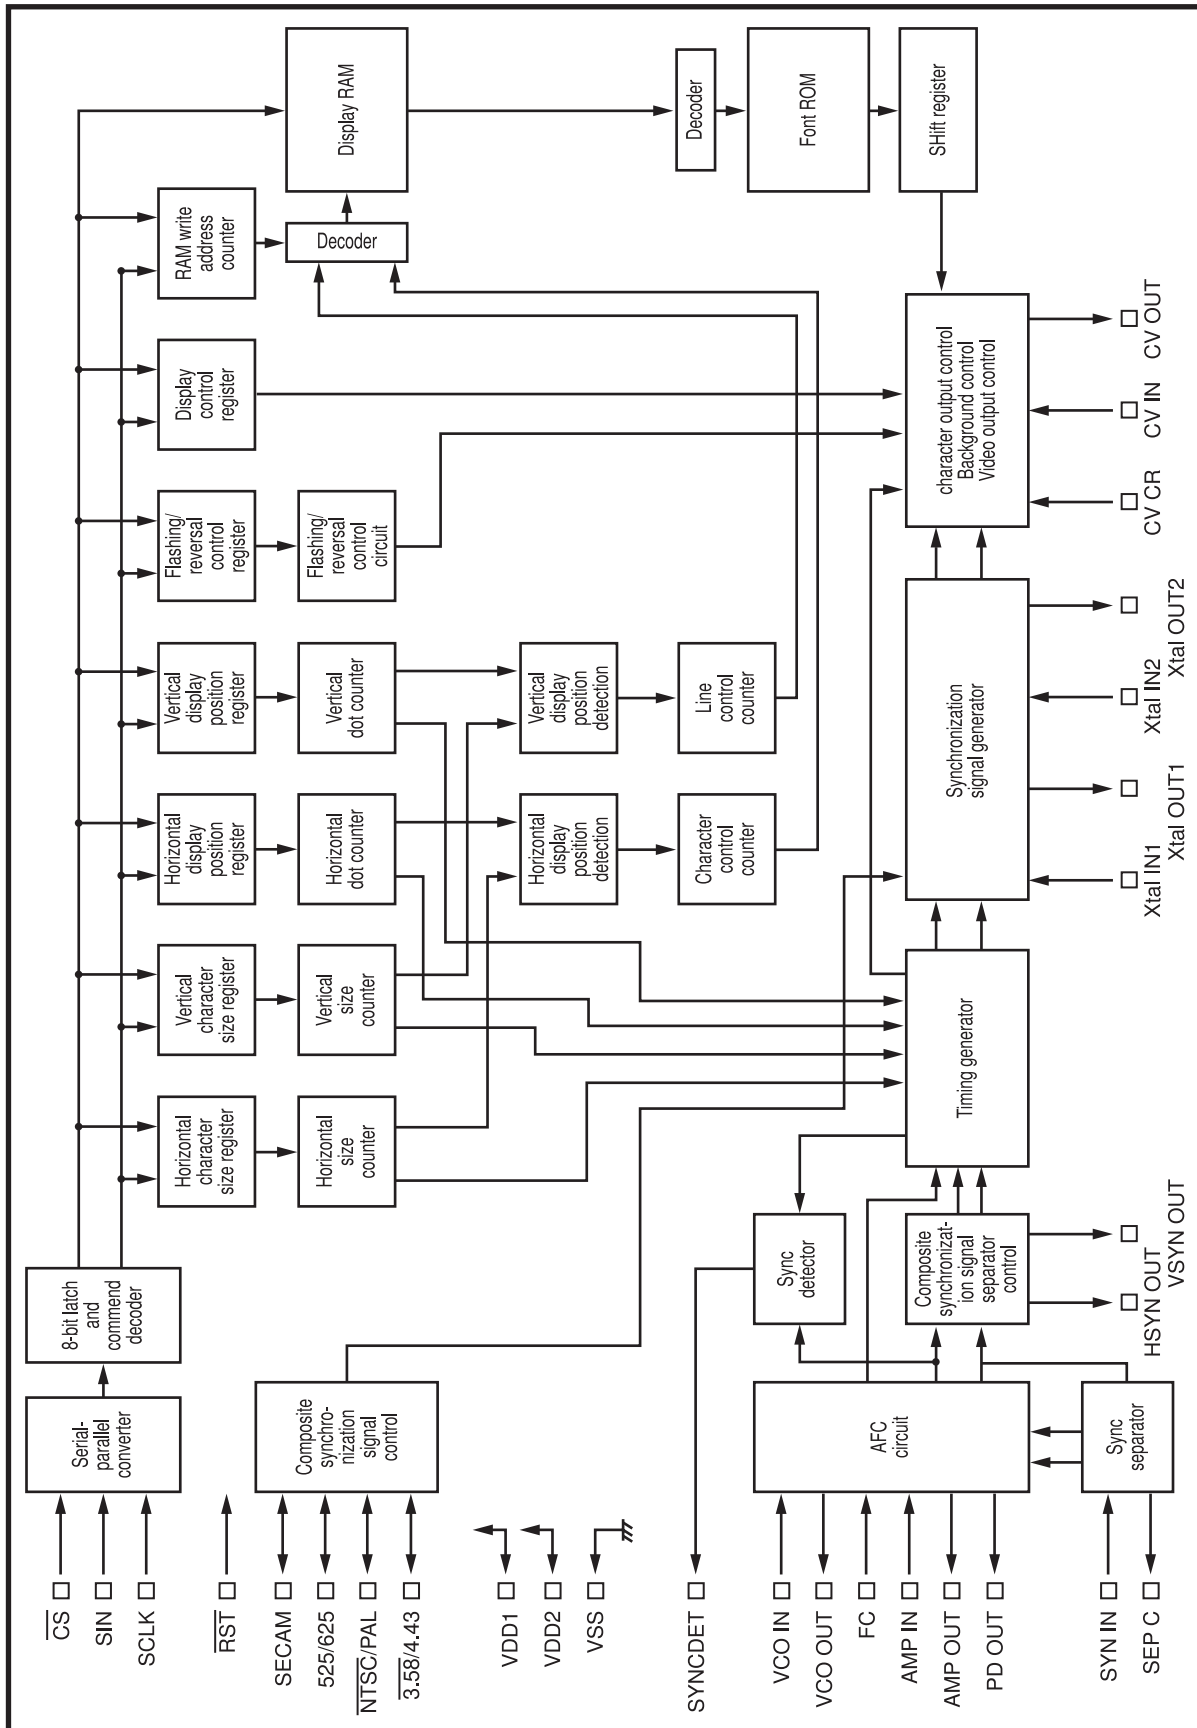 CS
SIN
SCLK
RST
SECAM
525/625
NTSC/PAL
3.58/4.43
VDD1
VDD2
VSS
SYNCDET
VCO IN
VCO OUT
FC
AMP IN
AMP OUT
PD OUT
SYN IN
SEP C
Serial-
parallel
converter
8-bit latch
and
commend
decoder
Composite
synchro-
nization
signal
control
AFC
circuit
Sync
separator
Sync
detector
Composite
synchronizat-
ion signal
separator
control
HSYN OUT
VSYN OUT
Horizontal
character
size register
Horizontal
size
counter
Vertical
character
size register
Vertical
size
counter
Horizontal
display
position
register
Horizontal
dot counter
Horizontal
display
position
detection
Character
control
counter
Vertical
display
position
register
Vertical
dot counter
Vertical
display
position
detection
Line
control
counter
Flashing/
reversal
control
register
Flashing/
reversal
control
circuit
Display
control
register
RAM write
address
counter
Decoder
Display RAM
Decoder
Font ROM
SHift register
Timing generator
Synchronization
signal generator
character output control
Background control
Video output control
Xtal IN1
Xtal OUT1
Xtal IN2
Xtal OUT2
CV CR
CV IN
CV OUT